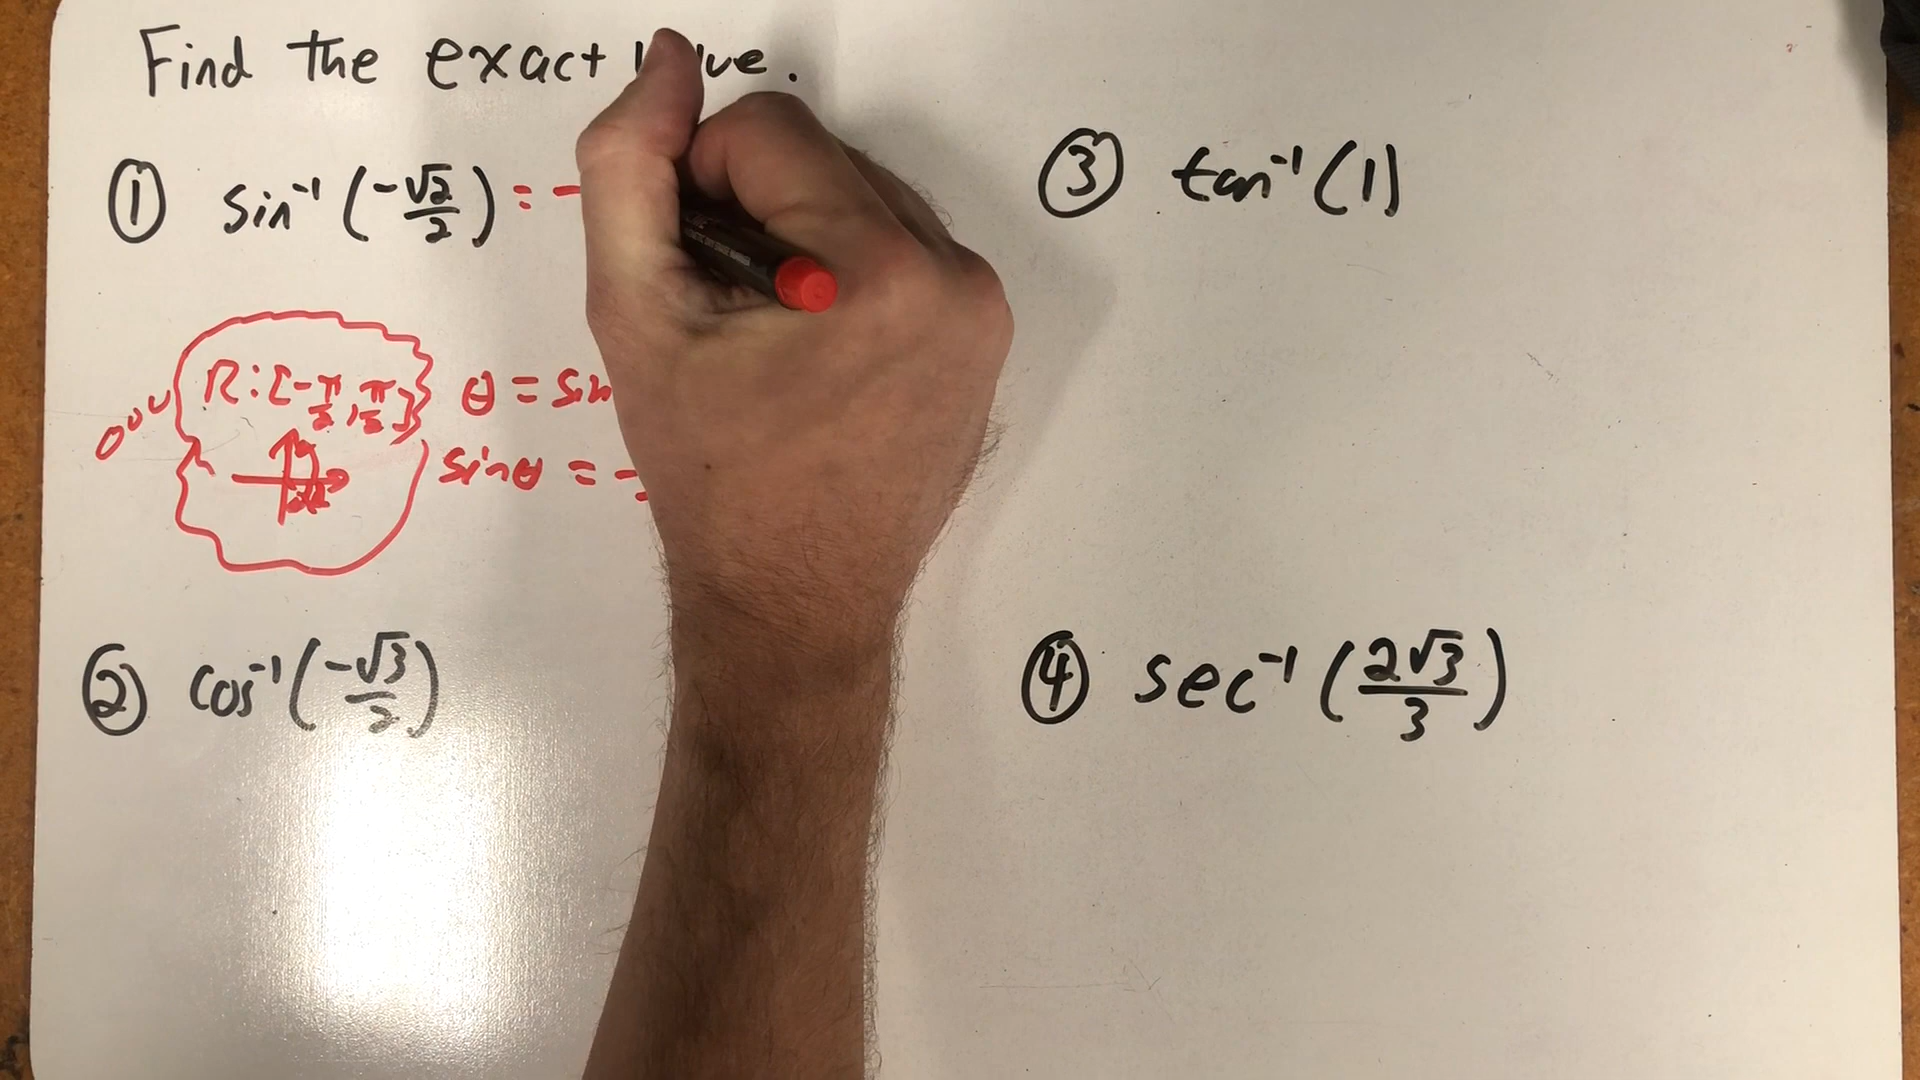 Find the exact
① sin⁻¹(-√2/2) = -
R: [-π/2, π/2]
θ = sin
sinθ = -
② cos⁻¹(-√3/2)
③ tan⁻¹(1)
④ sec⁻¹(2√3/3)